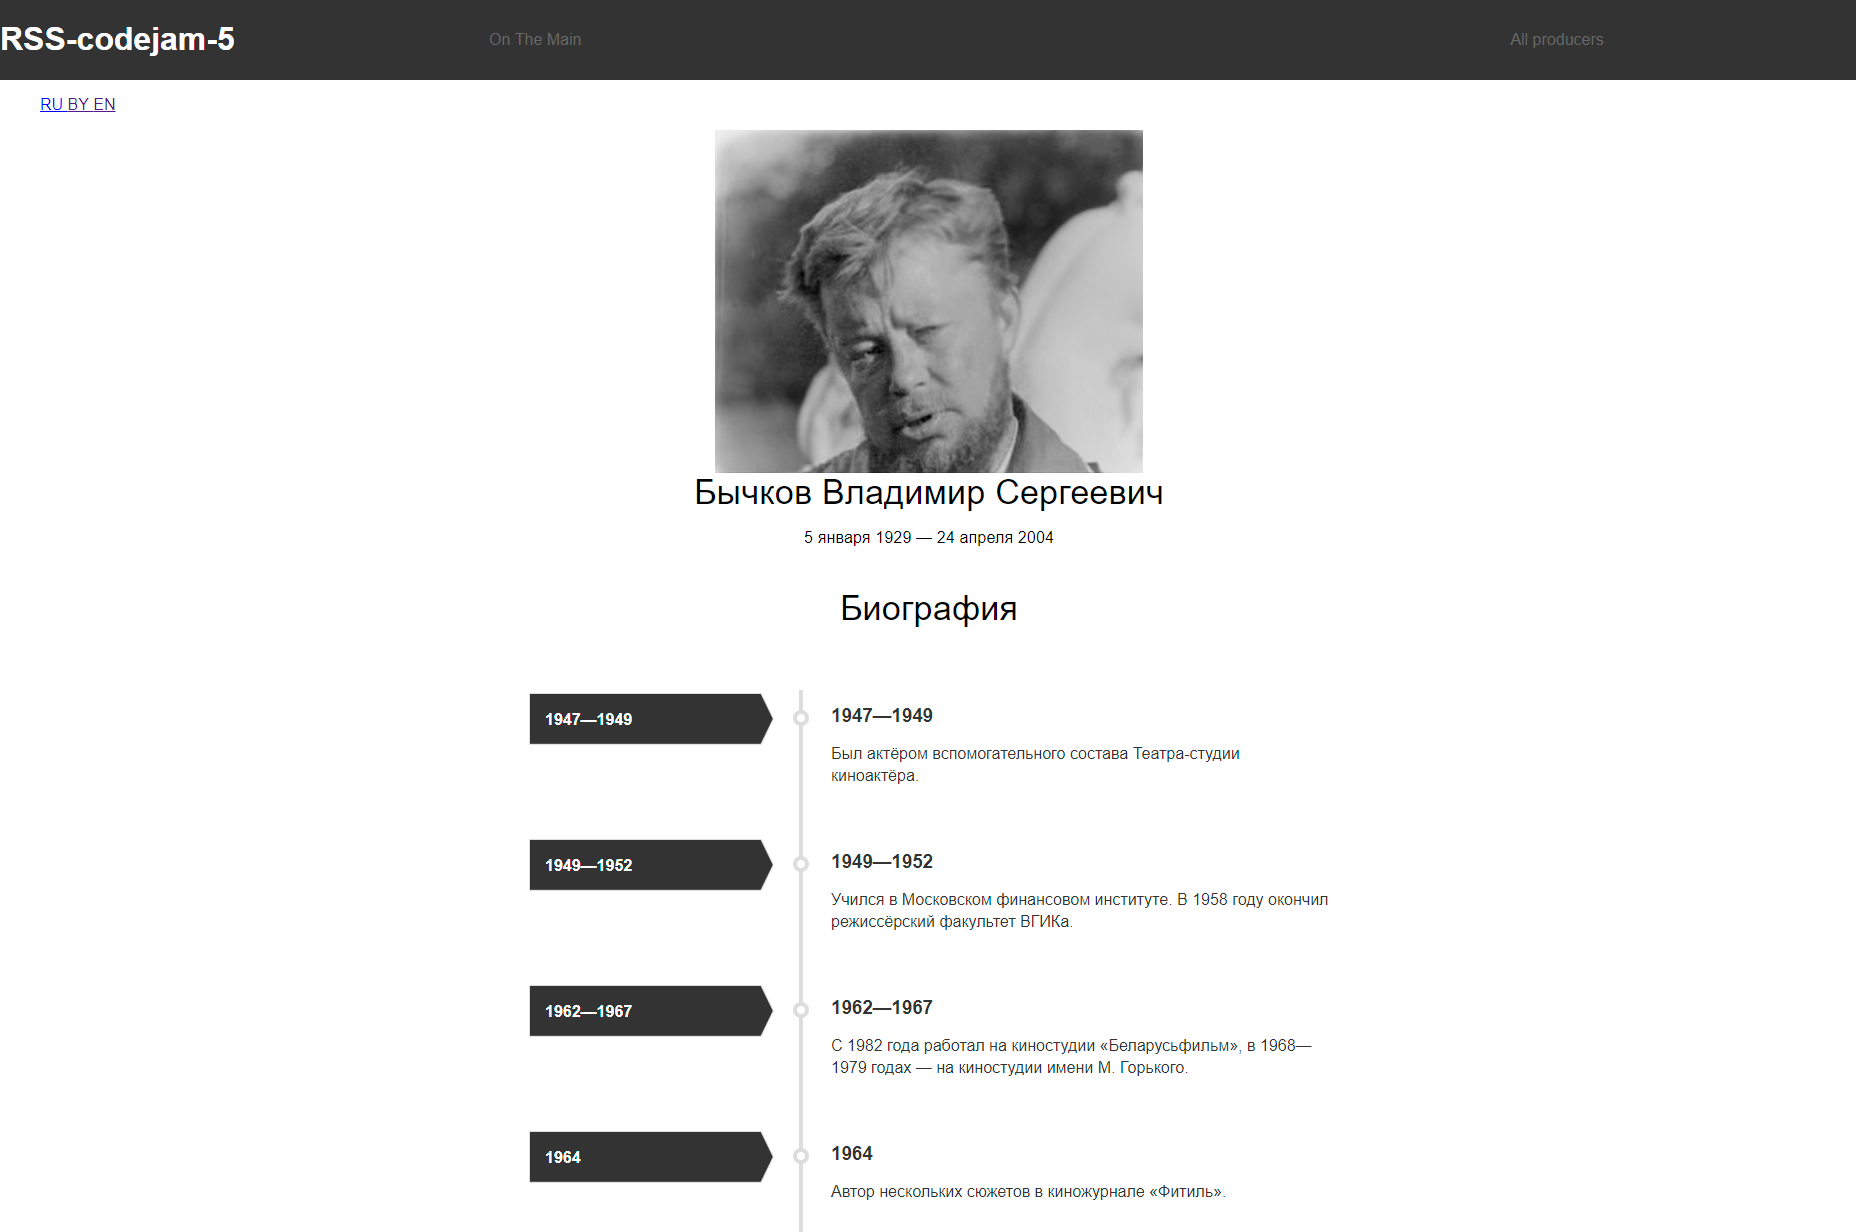 RSS-codejam-5
On The Main
All producers
RU BY EN
Бычков Владимир Сергеевич
5 января 1929 — 24 апреля 2004
Биография
1947—1949
1947—1949
Был актёром вспомогательного состава Театра-студии
киноактёра.
1949—1952
1949—1952
Учился в Московском финансовом институте. В 1958 году окончил
режиссёрский факультет ВГИКа.
1962—1967
1962—1967
С 1982 года работал на киностудии «Беларусьфильм», в 1968—
1979 годах — на киностудии имени М. Горького.
1964
1964
Автор нескольких сюжетов в киножурнале «Фитиль».